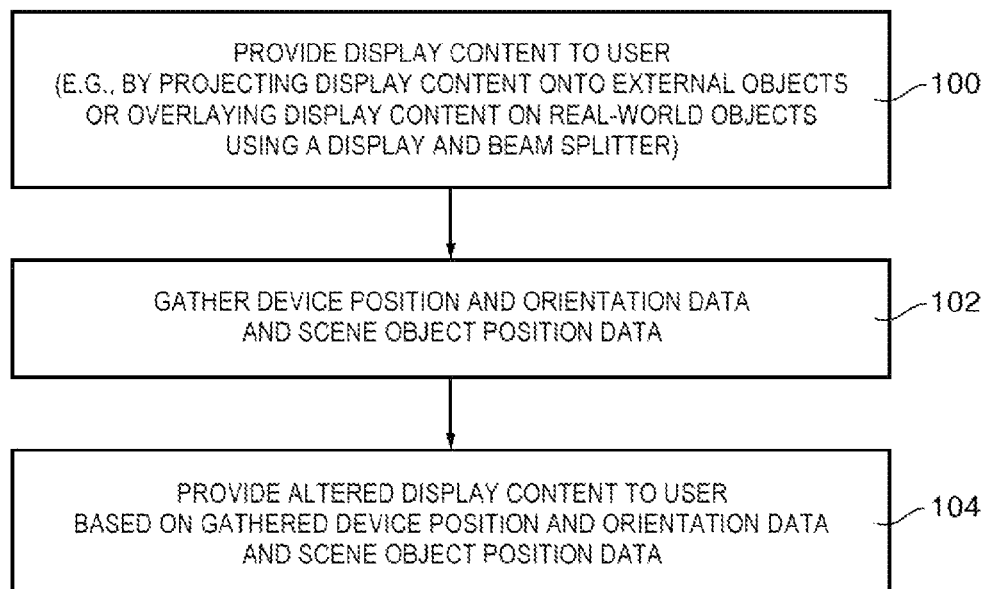 PROVIDE DISPLAY CONTENT TO USER
(E.G., BY PROJECTING DISPLAY CONTENT ONTO EXTERNAL OBJECTS
OR OVERLAYING DISPLAY CONTENT ON REAL-WORLD OBJECTS
USING A DISPLAY AND BEAM SPLITTER)
100
GATHER DEVICE POSITION AND ORIENTATION DATA
AND SCENE OBJECT POSITION DATA
102
PROVIDE ALTERED DISPLAY CONTENT TO USER
BASED ON GATHERED DEVICE POSITION AND ORIENTATION DATA
AND SCENE OBJECT POSITION DATA
104